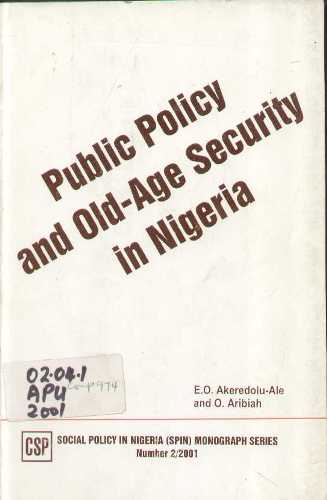 Public Policy
and Old-Age Security
in Nigeria
02.04.1
APU
2001
E.O. Akeredolu-Ale
and O. Aribiah
CSP
SOCIAL POLICY IN NIGERIA (SPIN) MONOGRAPH SERIES
Number 2/2001